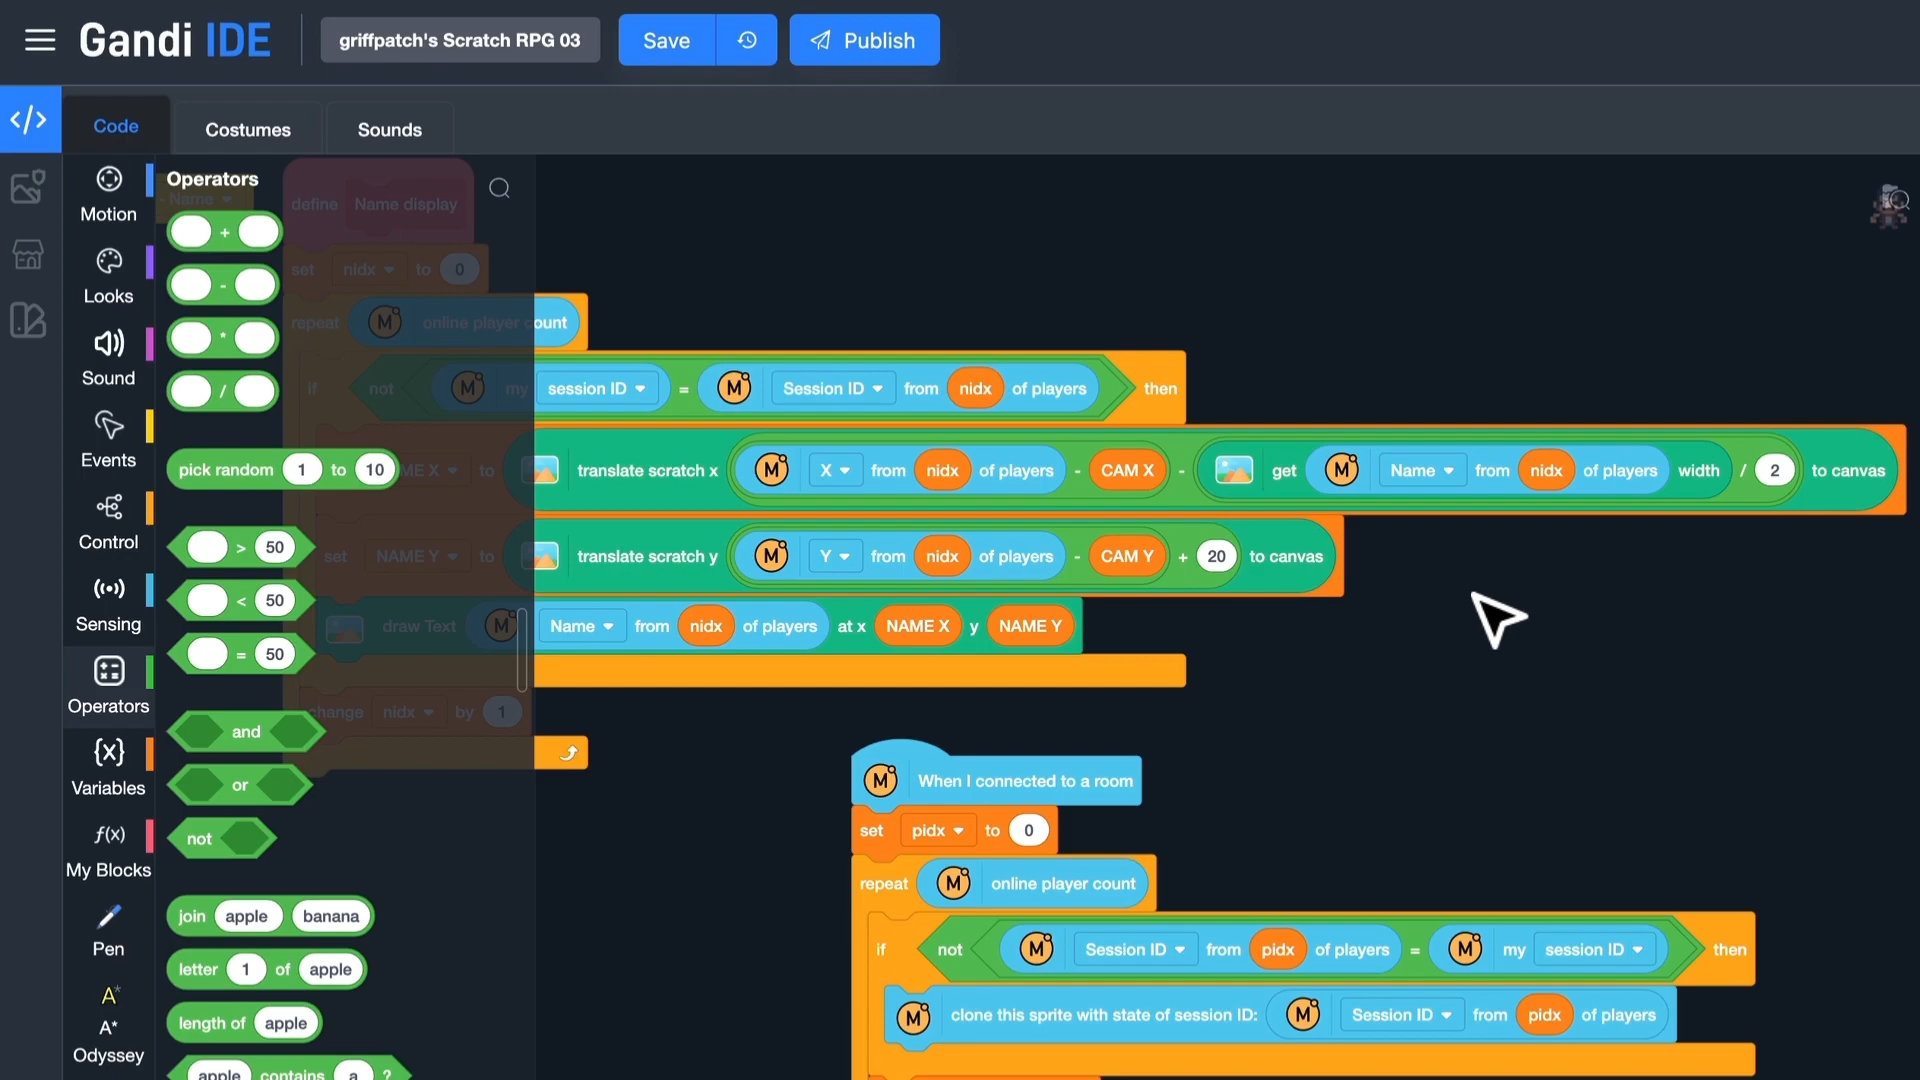 Gandi IDE
griffpatch's Scratch RPG 03
Save
Publish
Code
Costumes
Sounds
Motion
Looks
Sound
Events
Control
Sensing
Operators
Variables
f(x)
My Blocks
Pen
A*
A*
Odyssey
Operators
+
-
*
/
pick random 1 to 10
> 50
< 50
= 50
and
or
not
join apple banana
letter 1 of apple
length of apple
apple contains a ?
- Name
define Name display
set nidx to 0
repeat M online player count
if not M my session ID = M Session ID from nidx of players then
ME X to translate scratch x M X from nidx of players - CAM X - get M Name from nidx of players width / 2 to canvas
set NAME Y to translate scratch y M Y from nidx of players - CAM Y + 20 to canvas
draw Text M Name from nidx of players at x NAME X y NAME Y
change nidx by 1
M When I connected to a room
set pidx to 0
repeat M online player count
if not M Session ID from pidx of players = M my session ID then
M clone this sprite with state of session ID: M Session ID from pidx of players